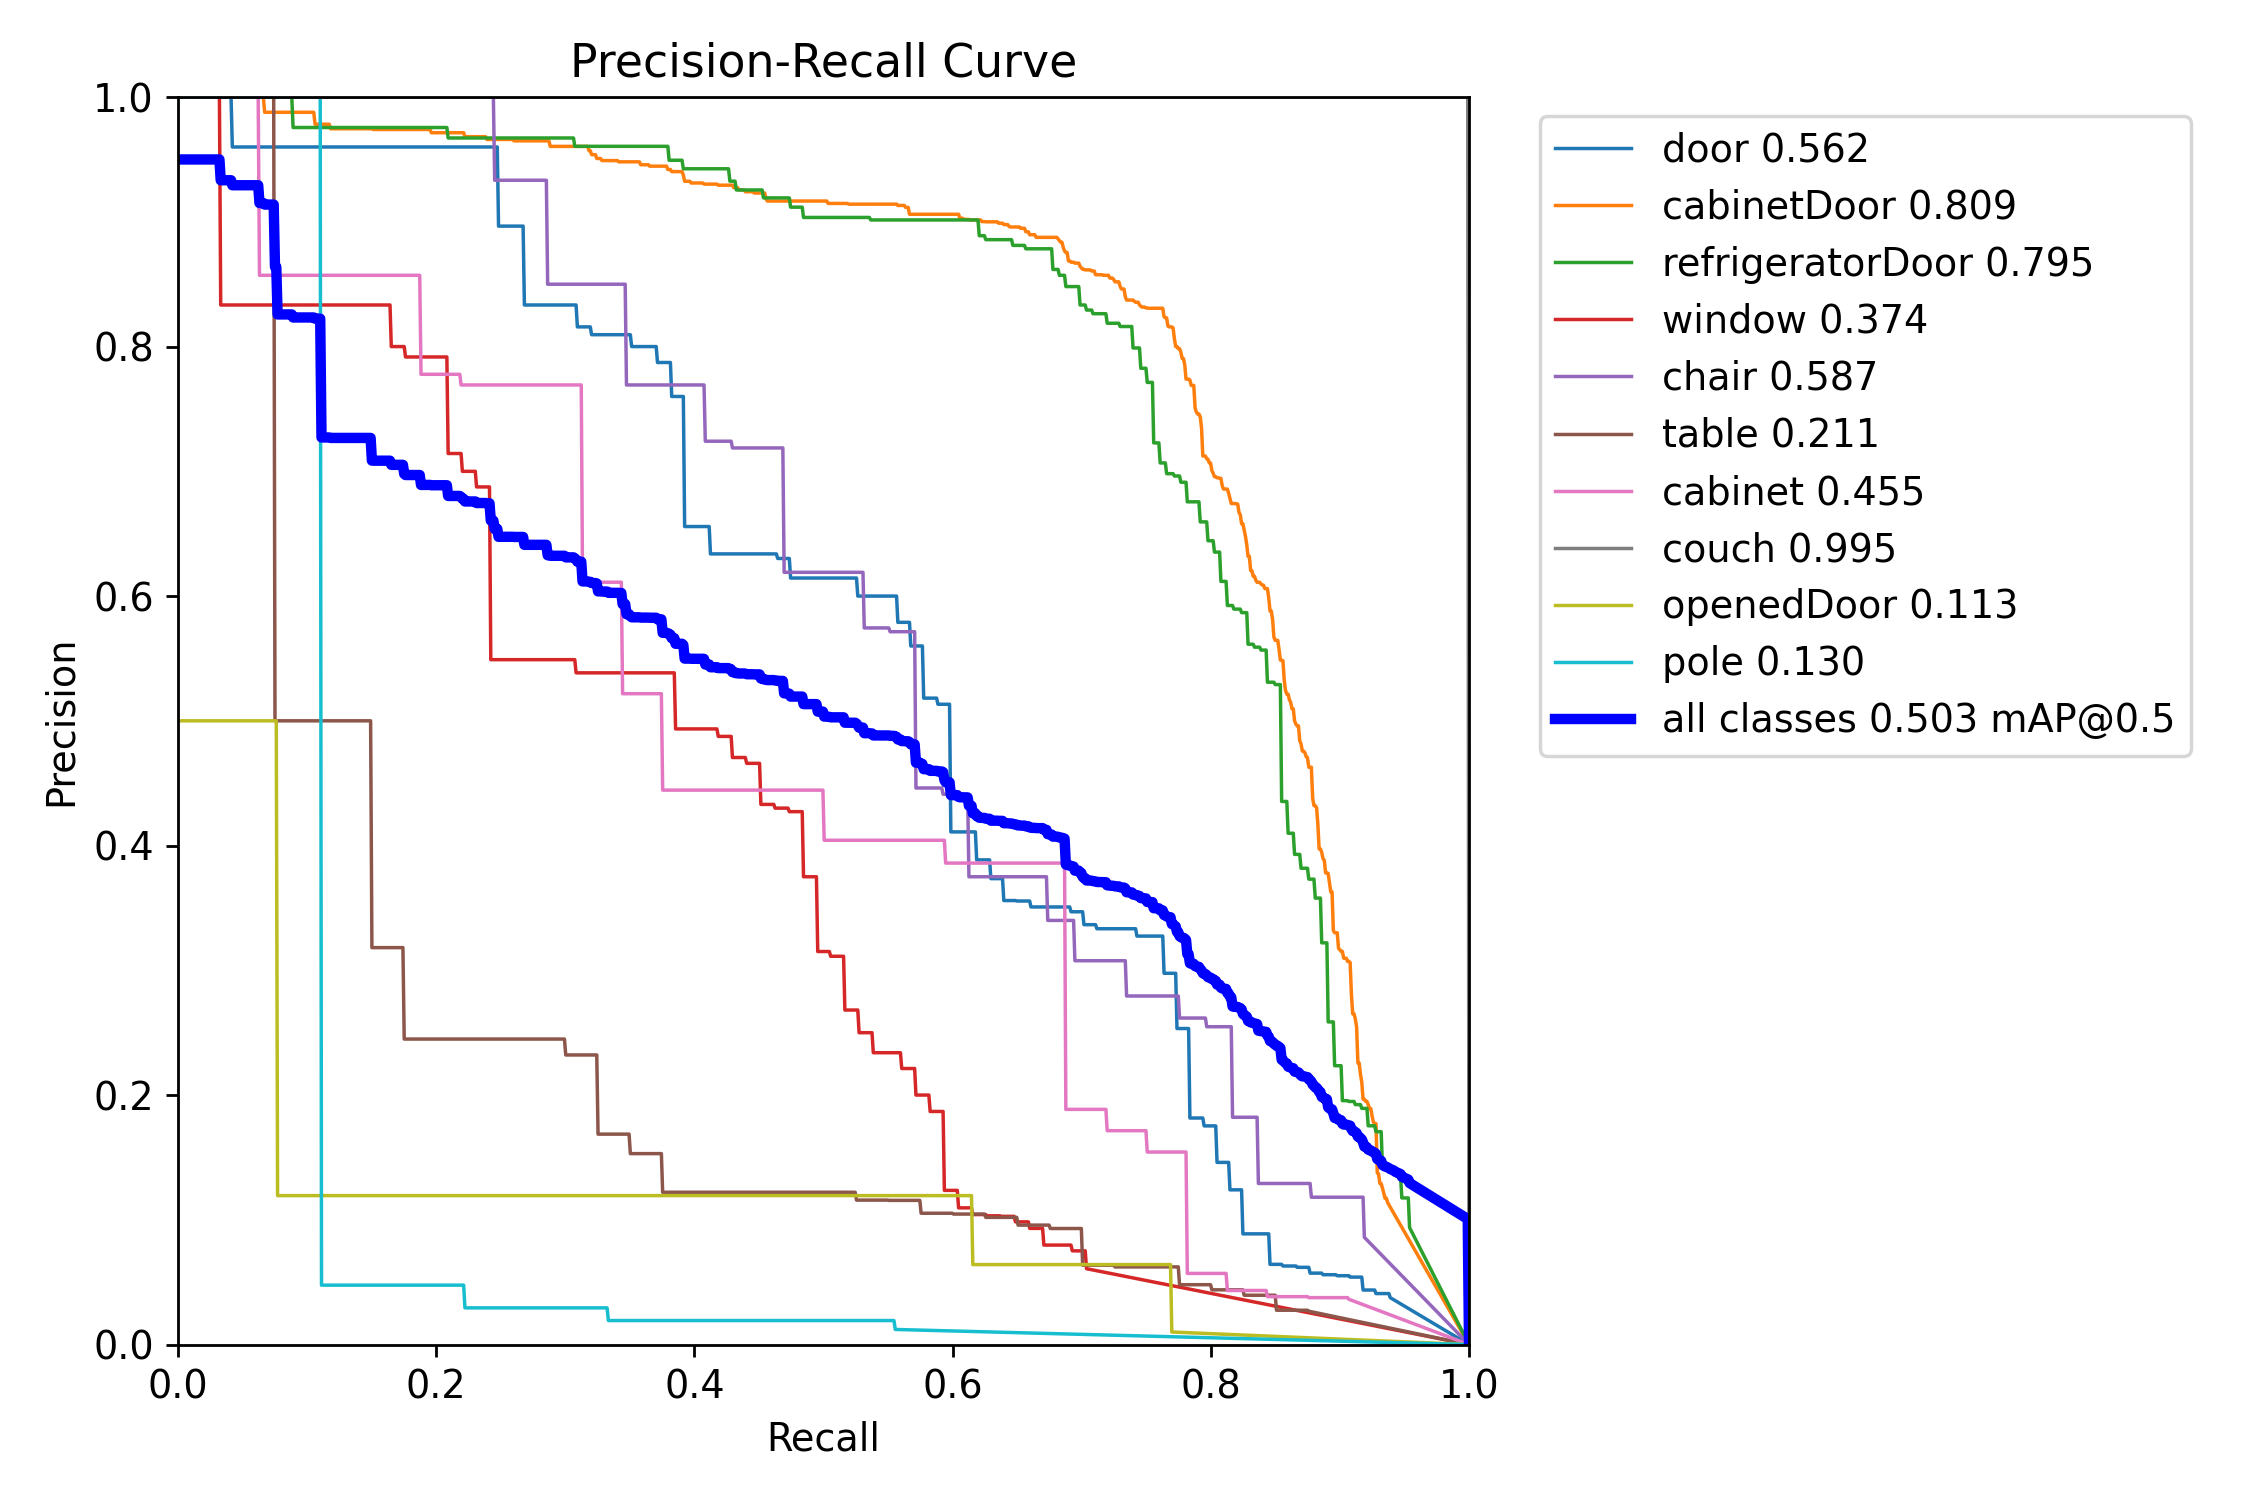 Precision-Recall Curve
1.0
0.8
0.6
0.4
0.2
0.0
Precision
0.0 0.2 0.4 0.6 0.8 1.0
Recall
door 0.562
cabinetDoor 0.809
refrigeratorDoor 0.795
window 0.374
chair 0.587
table 0.211
cabinet 0.455
couch 0.995
openedDoor 0.113
pole 0.130
all classes 0.503 mAP@0.5